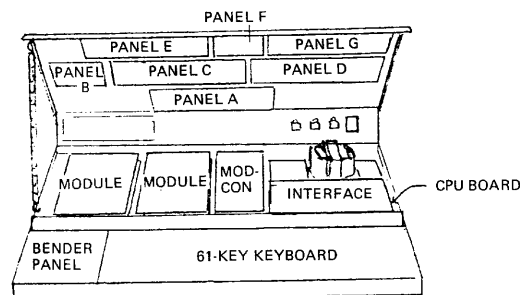 PANEL F
PANEL E
PANEL G
PANEL
B
PANEL C
PANEL D
PANEL A
MODULE
MODULE
MOD-
CON
INTERFACE
CPU BOARD
BENDER
PANEL
61-KEY KEYBOARD